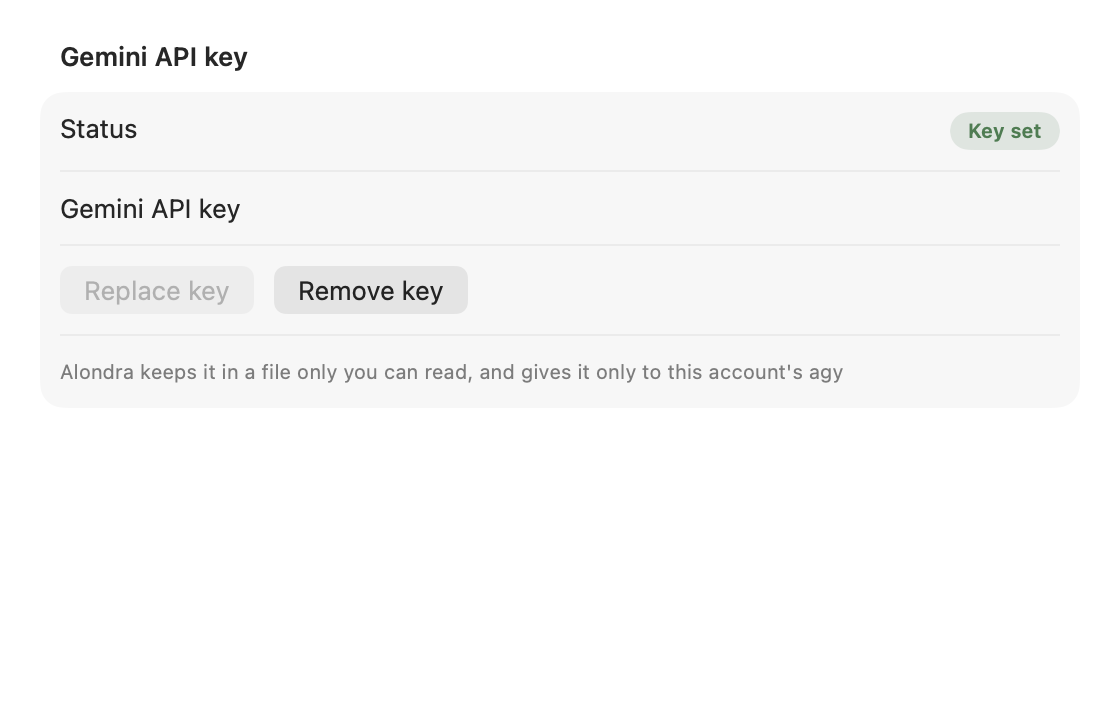 Gemini API key
Status
Key set
Gemini API key
Replace key
Remove key
Alondra keeps it in a file only you can read, and gives it only to this account's agy